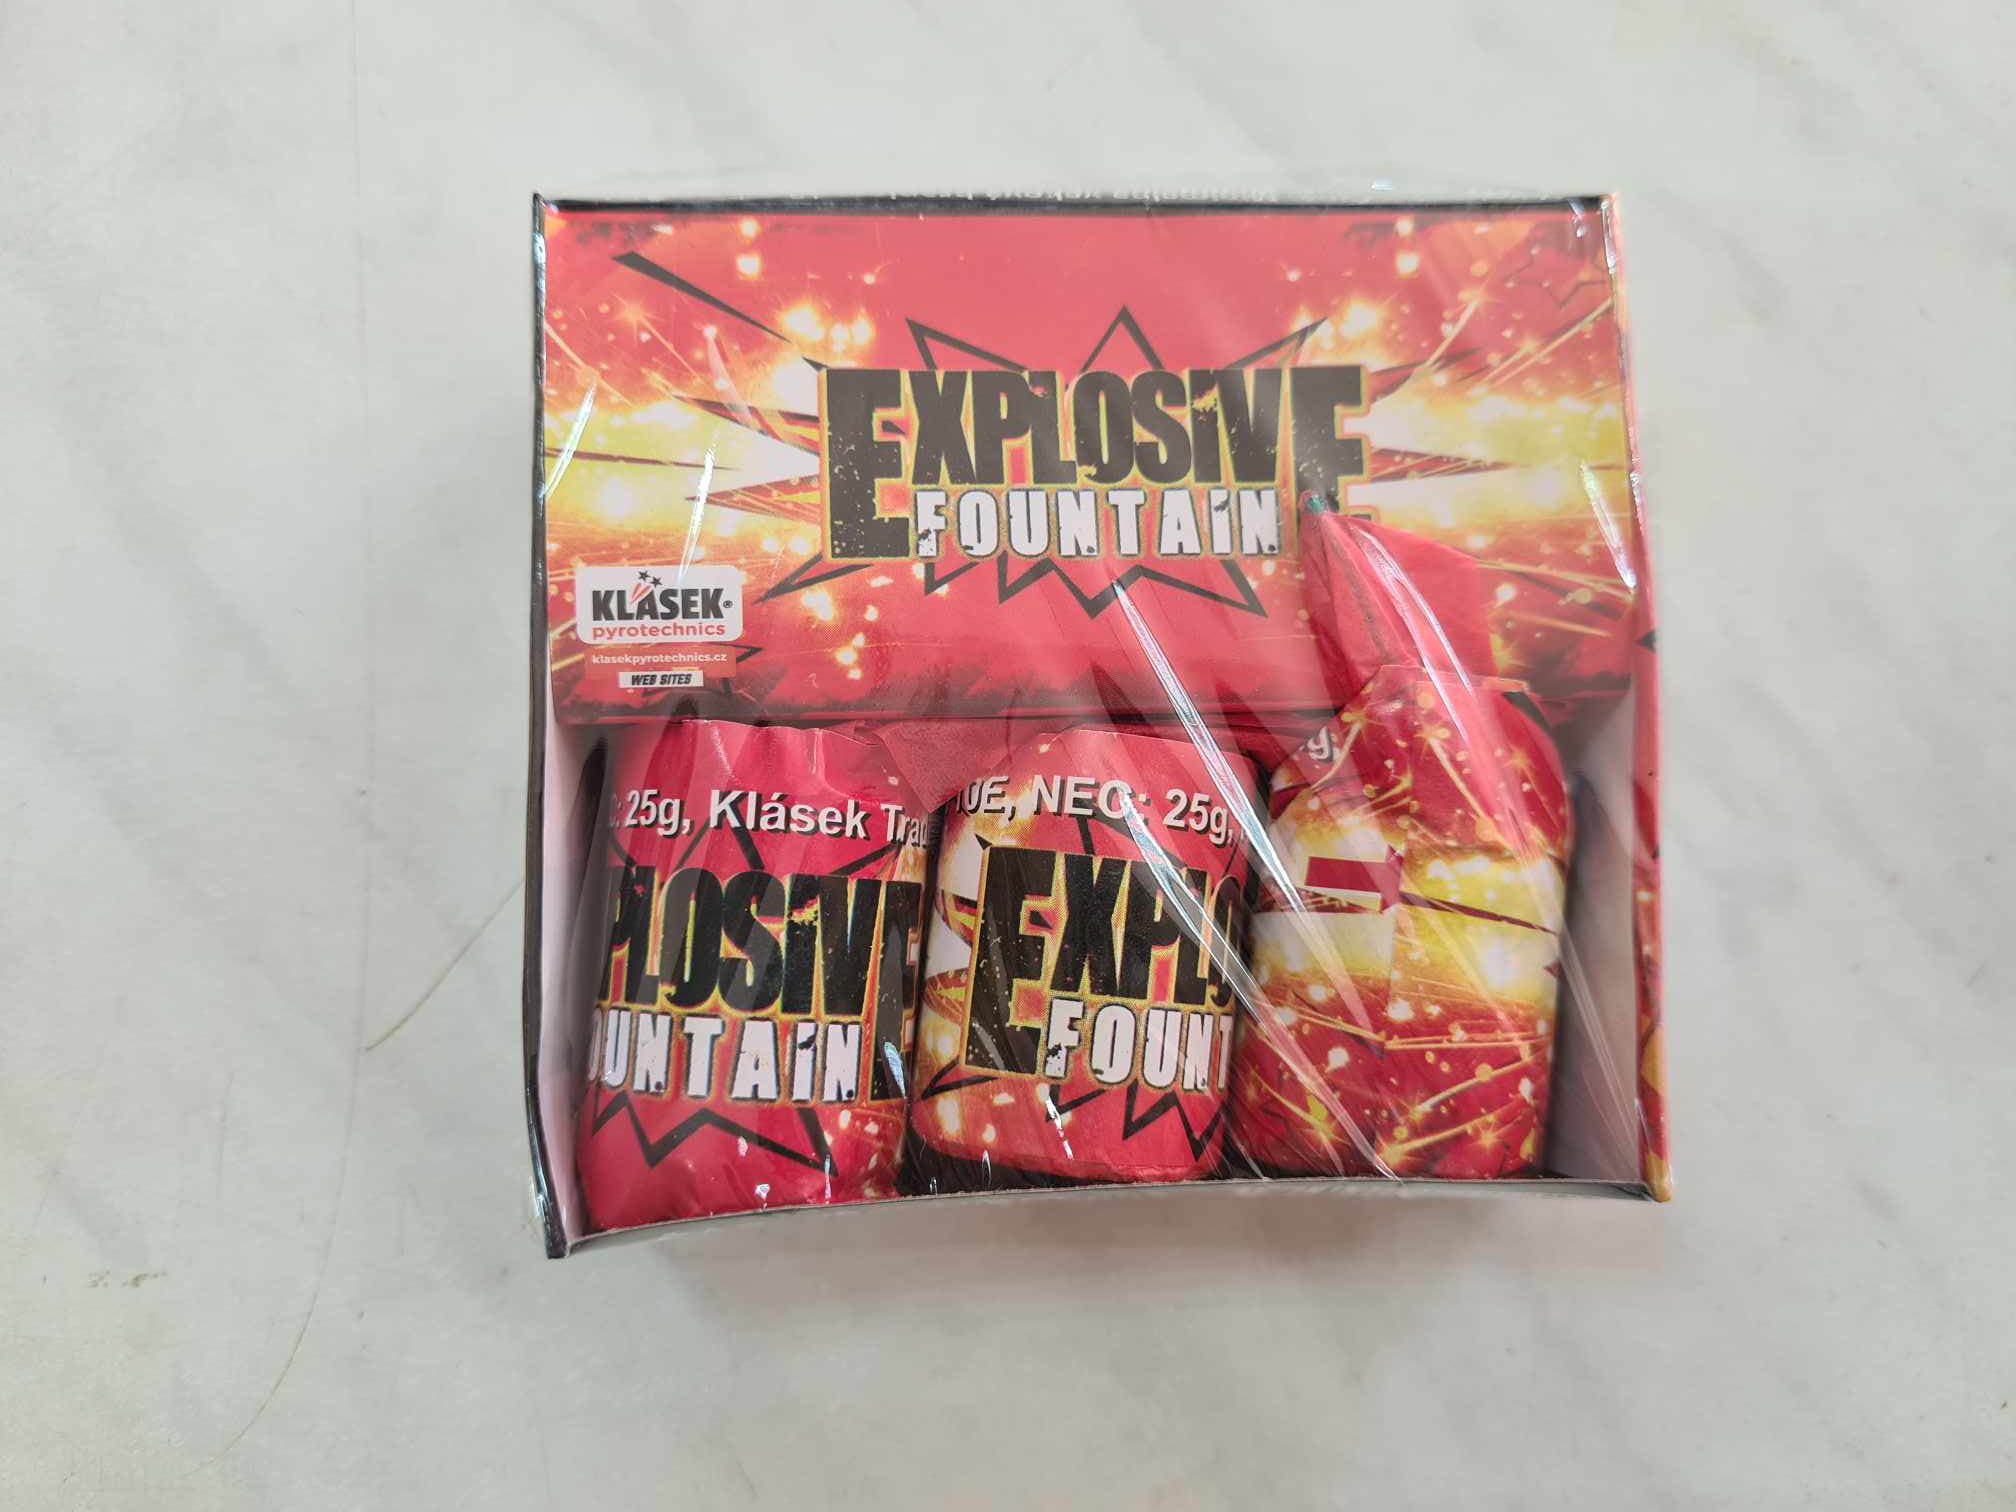 EXPLOSIVE
FOUNTAIN
KLÁSEK®
pyrotechnics
klasekpyrotechnics.cz
WEB SITES
: 25g, Klásek Trad
PLOSIVE
OUNTAIN
UE, NEC: 25g,
EXPLO
FOUNT
g,